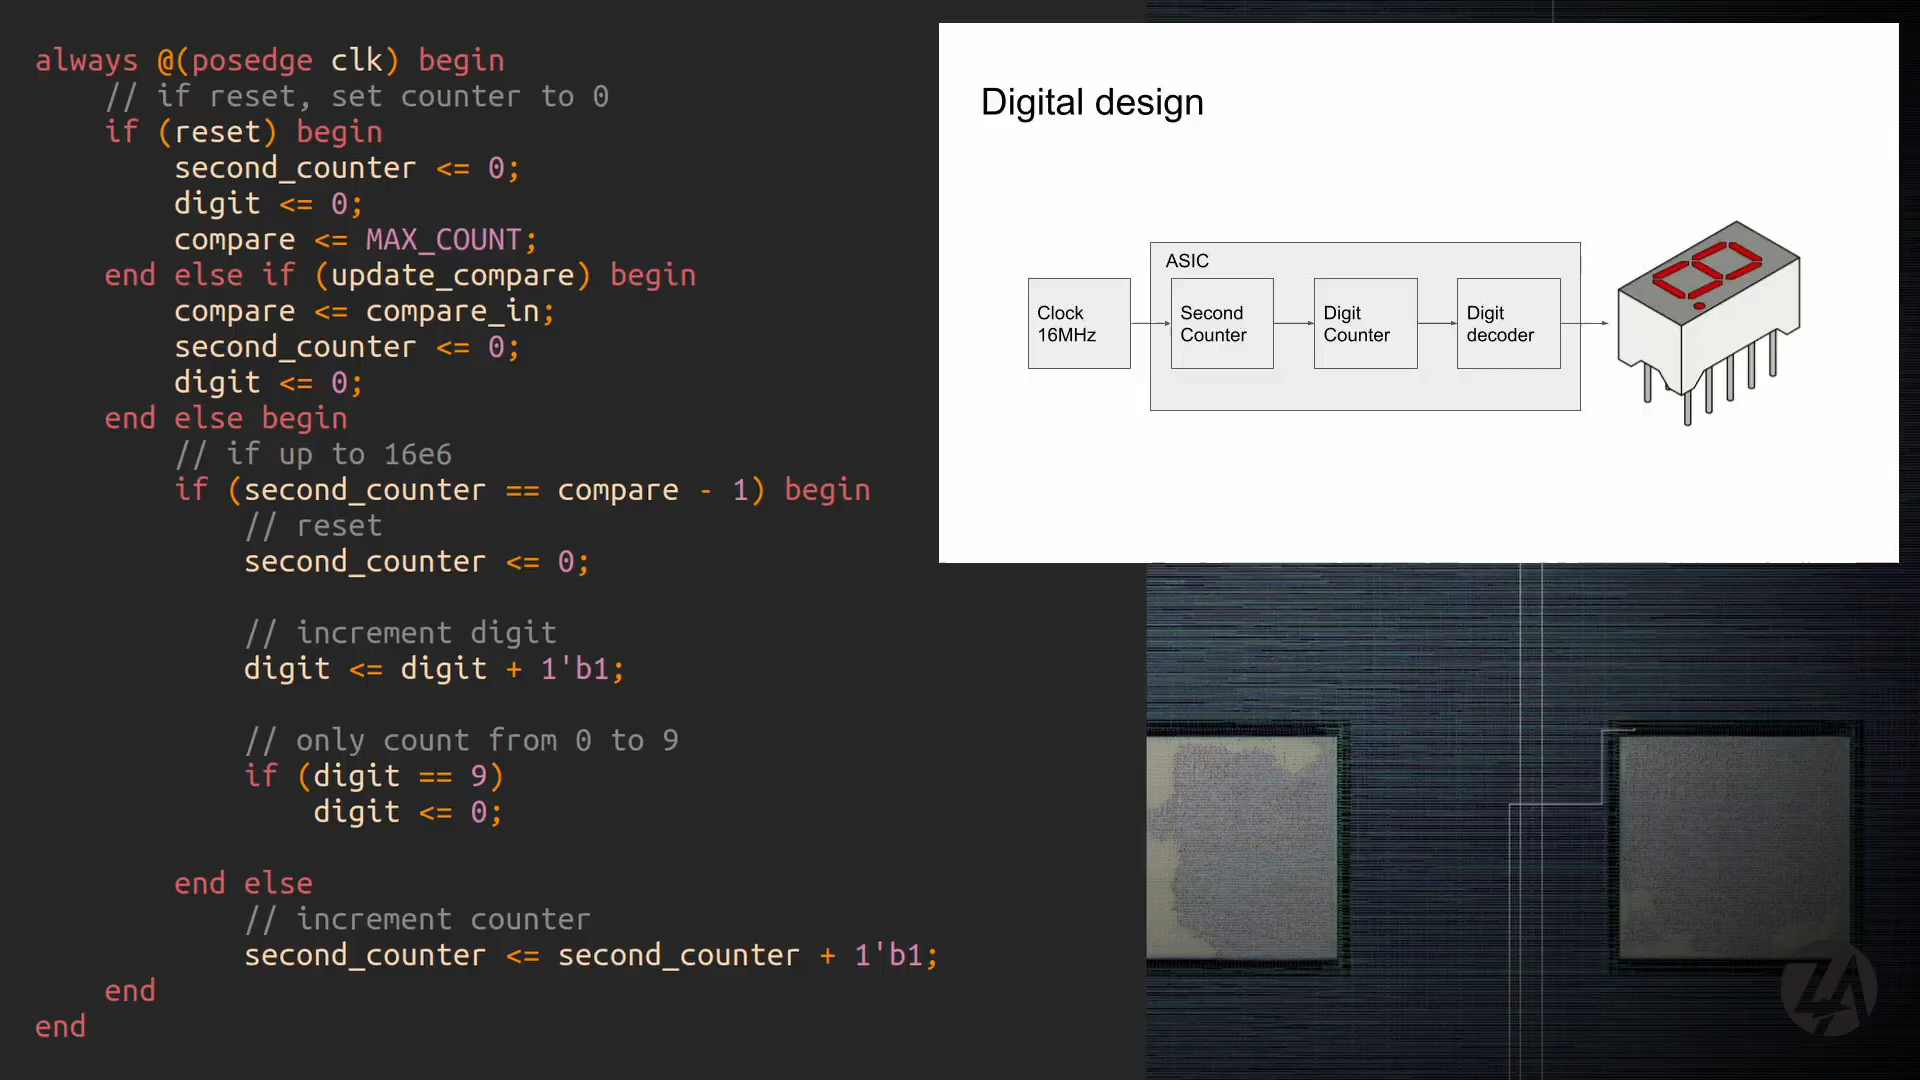 always @(posedge clk) begin
    // if reset, set counter to 0
    if (reset) begin
        second_counter <= 0;
        digit <= 0;
        compare <= MAX_COUNT;
    end else if (update_compare) begin
        compare <= compare_in;
        second_counter <= 0;
        digit <= 0;
    end else begin
        // if up to 16e6
        if (second_counter == compare - 1) begin
            // reset
            second_counter <= 0;

            // increment digit
            digit <= digit + 1'b1;

            // only count from 0 to 9
            if (digit == 9)
                digit <= 0;

        end else
            // increment counter
            second_counter <= second_counter + 1'b1;
    end
end
Digital design
ASIC
Clock
16MHz
Second
Counter
Digit
Counter
Digit
decoder